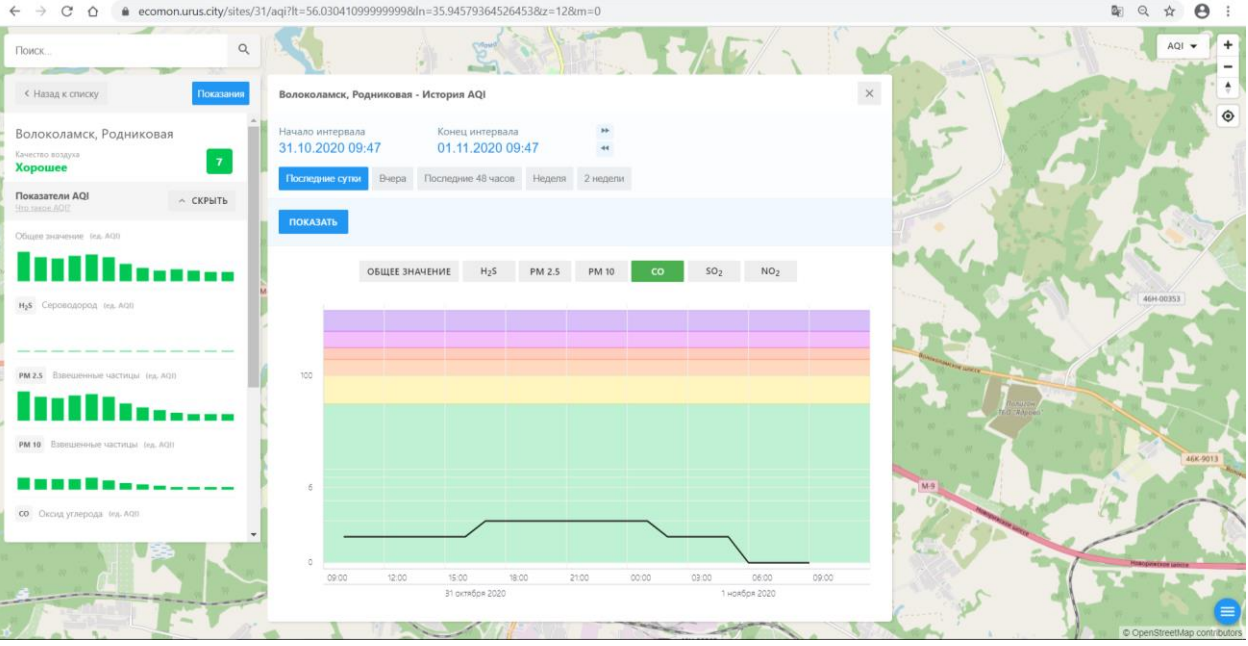 ecomon.urus.city/sites/31/aqi?lt=56.03041099999999&ln=35.94579364526453&z=12&m=0
Поиск...
AQI
Назад к списку
Показания
Волоколамск, Родниковая
Качество воздуха
Хорошее
7
Показатели AQI
Что такое AQI?
СКРЫТЬ
Общее значение (ед. AQI)
H₂S Сероводород (ед. AQI)
PM 2.5 Взвешенные частицы (ед. AQI)
PM 10 Взвешенные частицы (ед. AQI)
CO Оксид углерода (ед. AQI)
Волоколамск, Родниковая - История AQI
Начало интервала
31.10.2020 09:47
Конец интервала
01.11.2020 09:47
Последние сутки Вчера Последние 48 часов Неделя 2 недели
ПОКАЗАТЬ
ОБЩЕЕ ЗНАЧЕНИЕ H₂S PM 2.5 PM 10 CO SO₂ NO₂
100
6
0
09:00 12:00 15:00 18:00 21:00 00:00 03:00 06:00 09:00
31 октября 2020 1 ноября 2020
46Н-00353
Волоколамское шоссе
Полигон
ТБО "Ядрово"
46К-9013
М-9
Новорижское шоссе
Новорижское шоссе
© OpenStreetMap contributors